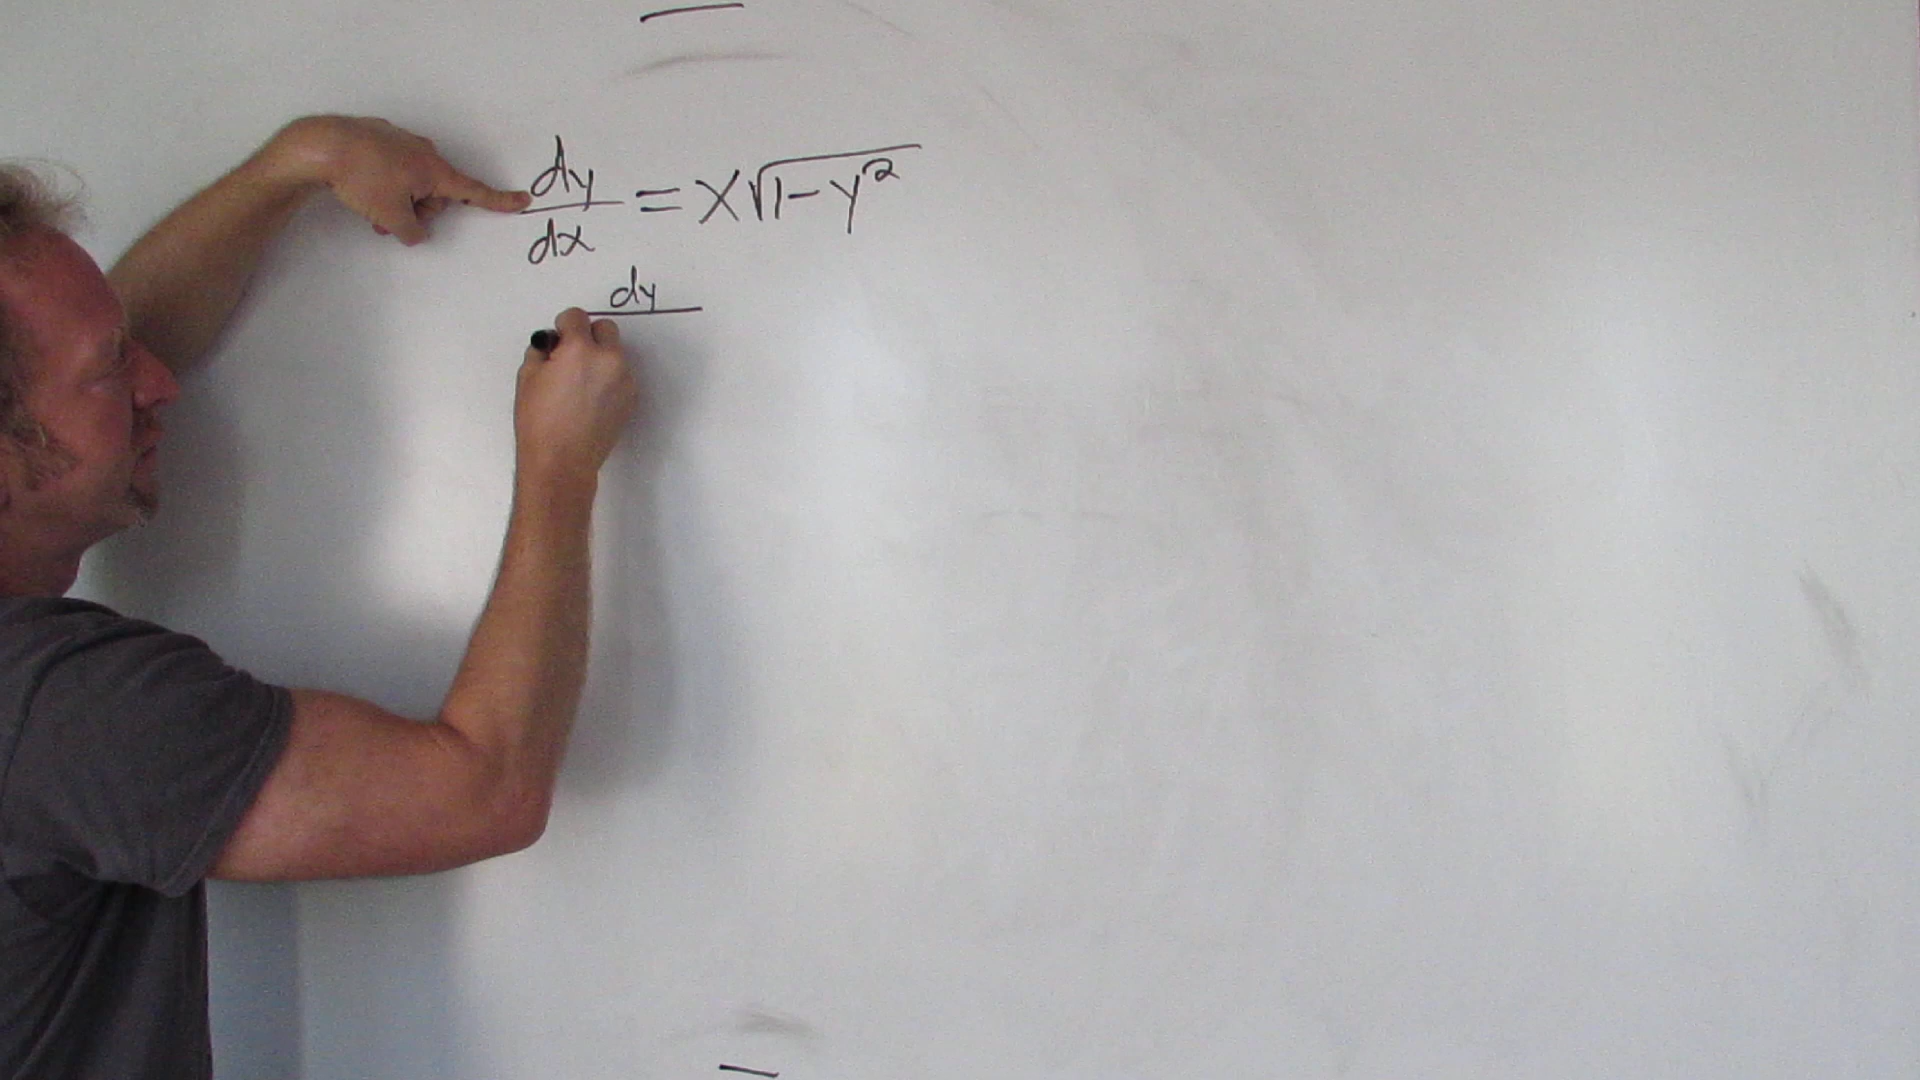 dy/dx = x√(1-y²)
dy